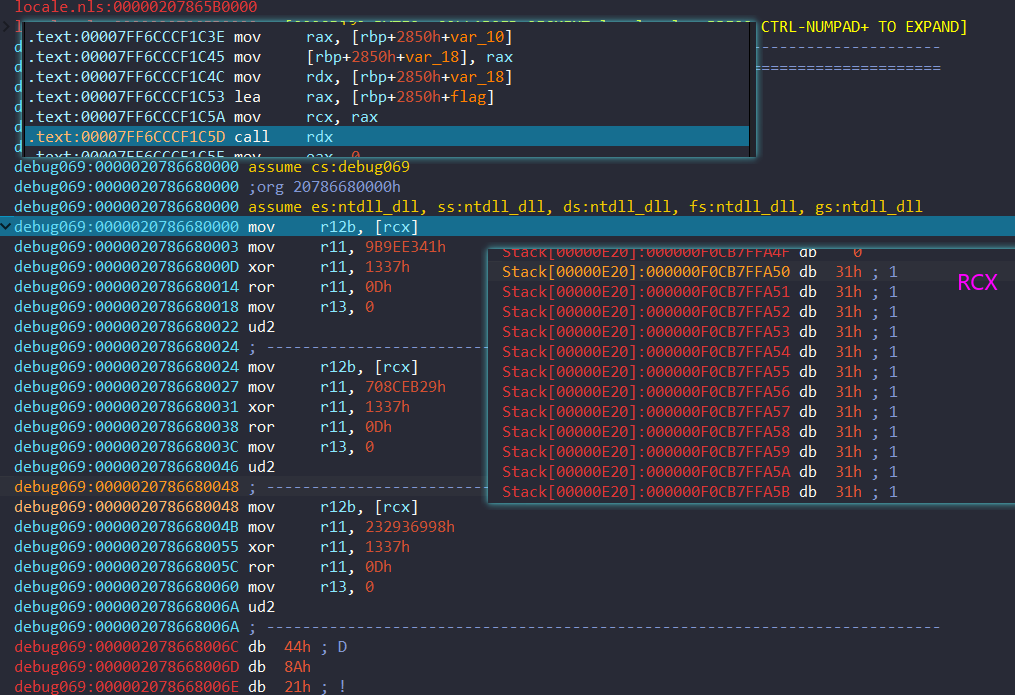 locale.nls:00000207865B0000
CTRL-NUMPAD+ TO EXPAND]
.text:00007FF6CCCF1C3E mov rax, [rbp+2850h+var_10]
.text:00007FF6CCCF1C45 mov [rbp+2850h+var_18], rax
.text:00007FF6CCCF1C4C mov rdx, [rbp+2850h+var_18]
.text:00007FF6CCCF1C53 lea rax, [rbp+2850h+flag]
.text:00007FF6CCCF1C5A mov rcx, rax
.text:00007FF6CCCF1C5D call rdx
debug069:0000020786680000 assume cs:debug069
debug069:0000020786680000 ;org 20786680000h
debug069:0000020786680000 assume es:ntdll_dll, ss:ntdll_dll, ds:ntdll_dll, fs:ntdll_dll, gs:ntdll_dll
debug069:0000020786680000 mov r12b, [rcx]
debug069:0000020786680003 mov r11, 9B9EE341h
debug069:000002078668000D xor r11, 1337h
debug069:0000020786680014 ror r11, 0Dh
debug069:0000020786680018 mov r13, 0
debug069:0000020786680022 ud2
debug069:0000020786680024 ; -------------------------
debug069:0000020786680024 mov r12b, [rcx]
debug069:0000020786680027 mov r11, 708CEB29h
debug069:0000020786680031 xor r11, 1337h
debug069:0000020786680038 ror r11, 0Dh
debug069:000002078668003C mov r13, 0
debug069:0000020786680046 ud2
debug069:0000020786680048 ; -------------------------
debug069:0000020786680048 mov r12b, [rcx]
debug069:000002078668004B mov r11, 232936998h
debug069:0000020786680055 xor r11, 1337h
debug069:000002078668005C ror r11, 0Dh
debug069:0000020786680060 mov r13, 0
debug069:000002078668006A ud2
debug069:000002078668006A ; ---------------------------------------------------------------------------
debug069:000002078668006C db 44h ; D
debug069:000002078668006D db 8Ah
debug069:000002078668006E db 21h ; !
Stack[00000E20]:000000F0CB7FFA4F db 0
Stack[00000E20]:000000F0CB7FFA50 db 31h ; 1
RCX
Stack[00000E20]:000000F0CB7FFA51 db 31h ; 1
Stack[00000E20]:000000F0CB7FFA52 db 31h ; 1
Stack[00000E20]:000000F0CB7FFA53 db 31h ; 1
Stack[00000E20]:000000F0CB7FFA54 db 31h ; 1
Stack[00000E20]:000000F0CB7FFA55 db 31h ; 1
Stack[00000E20]:000000F0CB7FFA56 db 31h ; 1
Stack[00000E20]:000000F0CB7FFA57 db 31h ; 1
Stack[00000E20]:000000F0CB7FFA58 db 31h ; 1
Stack[00000E20]:000000F0CB7FFA59 db 31h ; 1
Stack[00000E20]:000000F0CB7FFA5A db 31h ; 1
Stack[00000E20]:000000F0CB7FFA5B db 31h ; 1